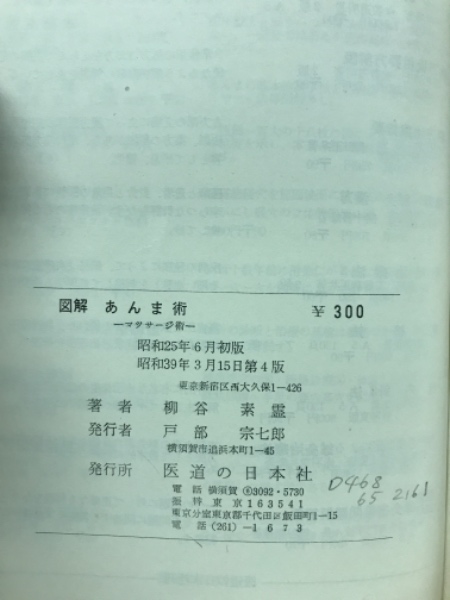 図解 あんま術 ¥300
―マツサージ術―
昭和25年6月初版
昭和39年3月15日第4版
東京新宿区西大久保1−426
著者 柳谷素霊
発行者 戸部宗七郎
横須賀市追浜本町1−45
発行所 医道の日本社
電話 横須賀 ⑥3092・5730
振替 東京 163541
東京分室東京都千代田区飯田町1−15
電話 (261)−1673
D468
65 2161